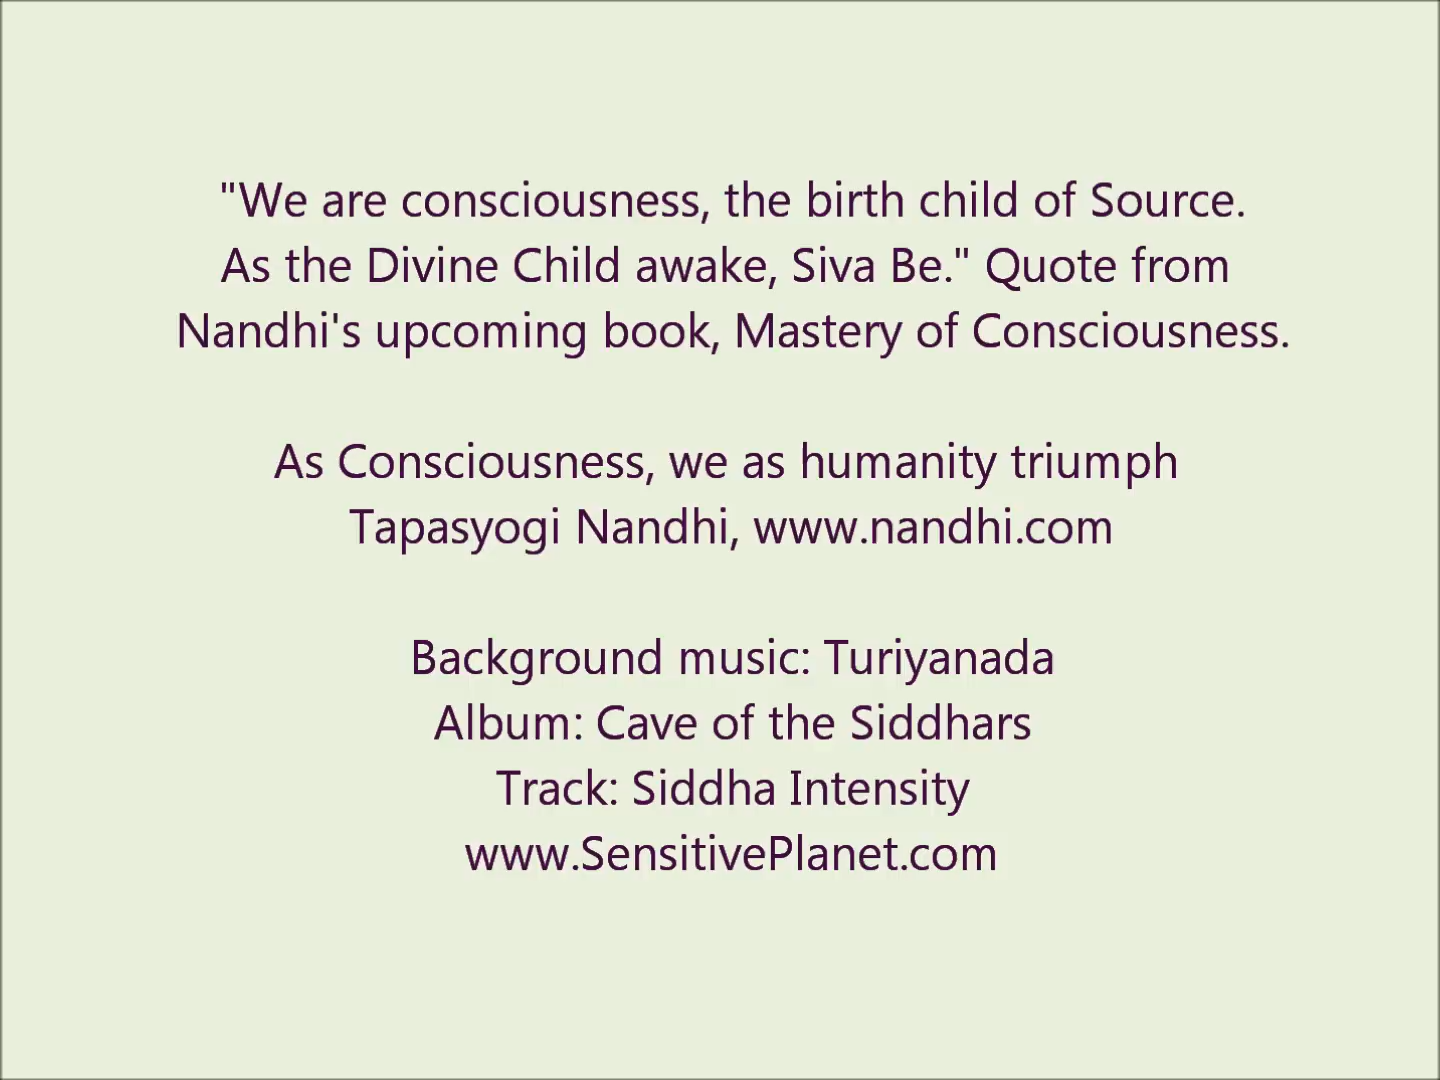 "We are consciousness, the birth child of Source.
As the Divine Child awake, Siva Be." Quote from
Nandhi's upcoming book, Mastery of Consciousness.
As Consciousness, we as humanity triumph
Tapasyogi Nandhi, www.nandhi.com
Background music: Turiyanada
Album: Cave of the Siddhars
Track: Siddha Intensity
www.SensitivePlanet.com